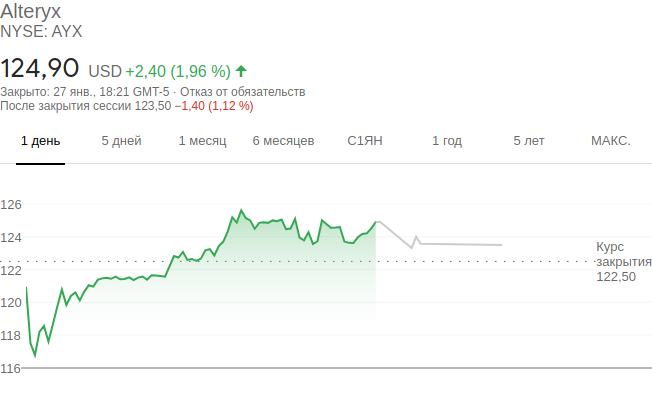 Alteryx
NYSE: AYX
124,90 USD +2,40 (1,96 %)
Закрыто: 27 янв., 18:21 GMT-5 · Отказ от обязательств
После закрытия сессии 123,50 −1,40 (1,12 %)
1 день 5 дней 1 месяц 6 месяцев С1ЯН 1 год 5 лет МАКС.
126
124
Курс
закрытия
122,50
122
120
118
116